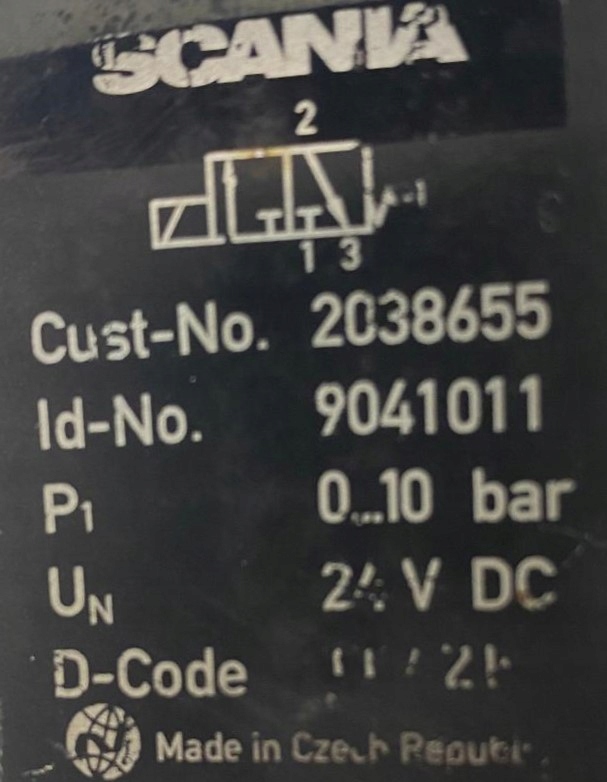 SCANIA
2
1 3
Cust-No. 2038655
Id-No. 9041011
P1 0...10 bar
UN 24 V DC
D-Code
Made in Czech Republic